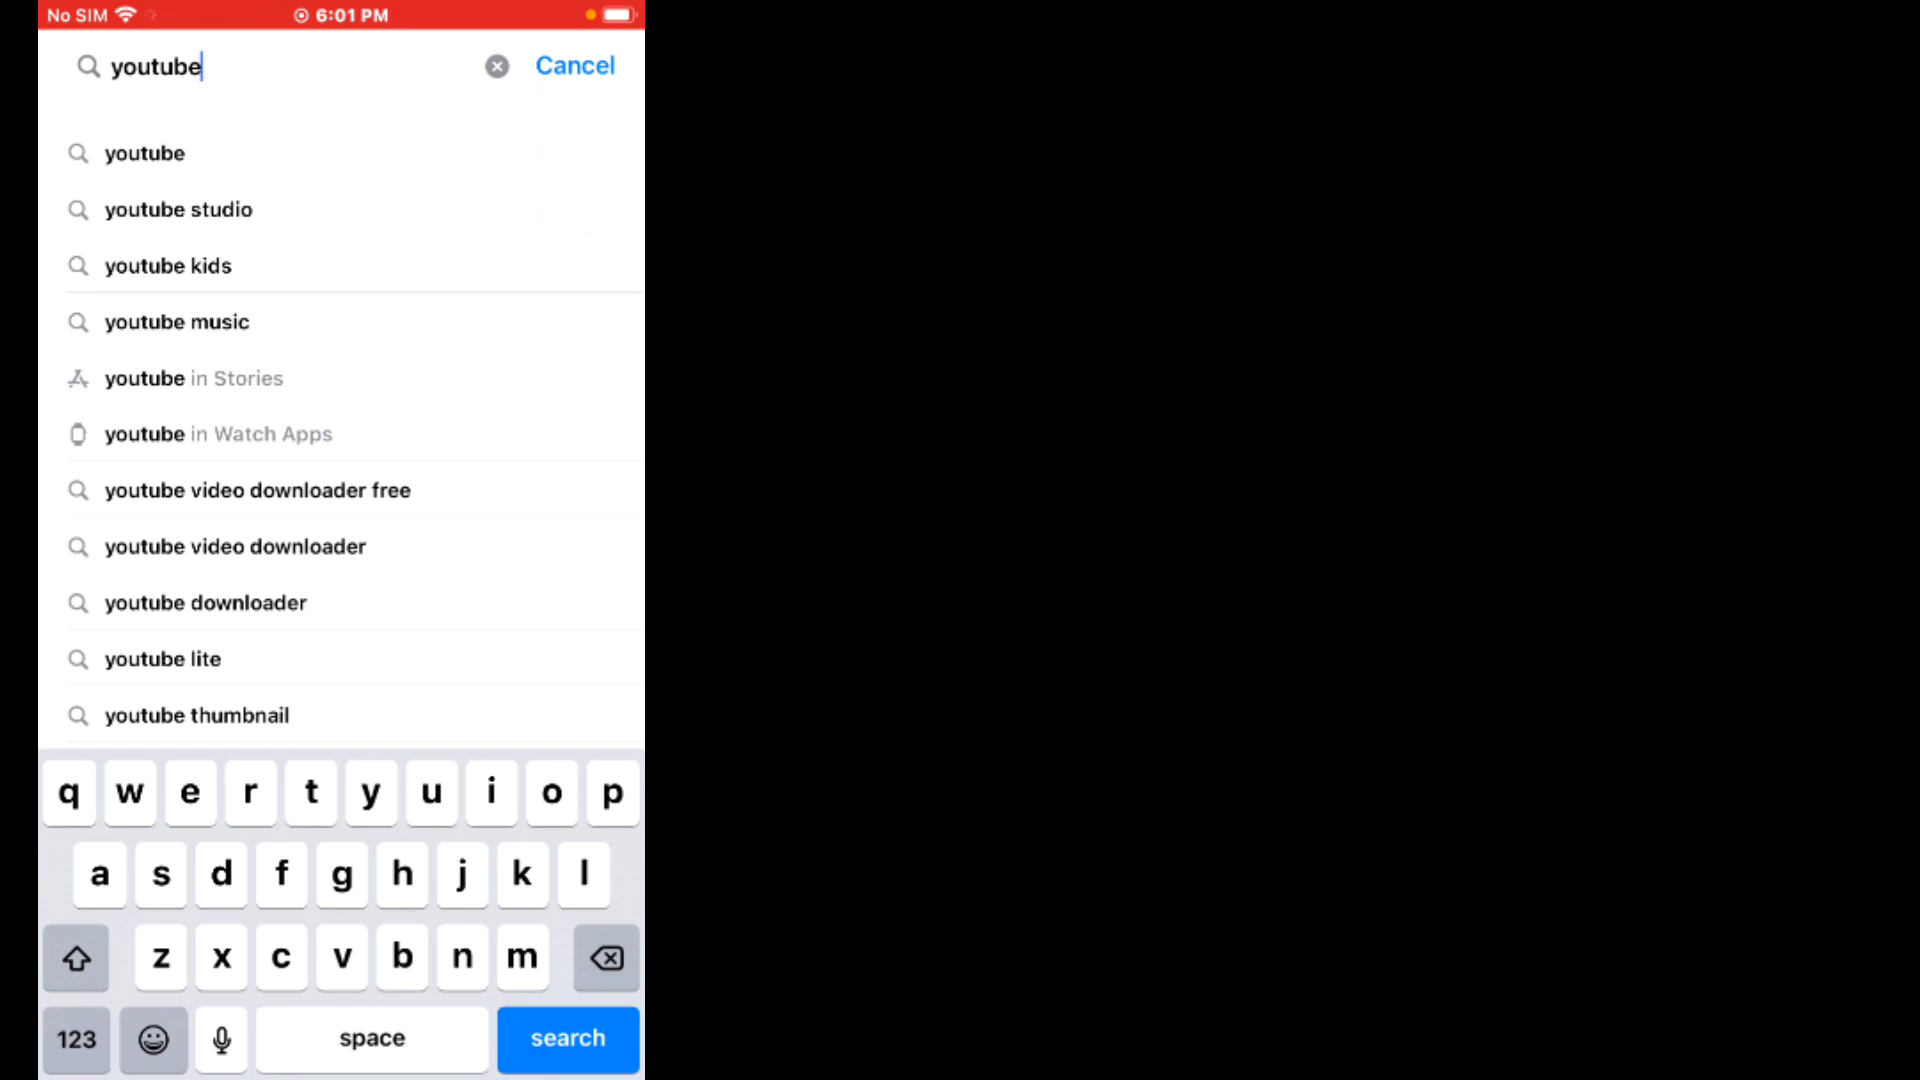 No SIM 6:01 PM
youtube Cancel
youtube
youtube studio
youtube kids
youtube music
youtube in Stories
youtube in Watch Apps
youtube video downloader free
youtube video downloader
youtube downloader
youtube lite
youtube thumbnail
q w e r t y u i o p
a s d f g h j k l
z x c v b n m
123 space search